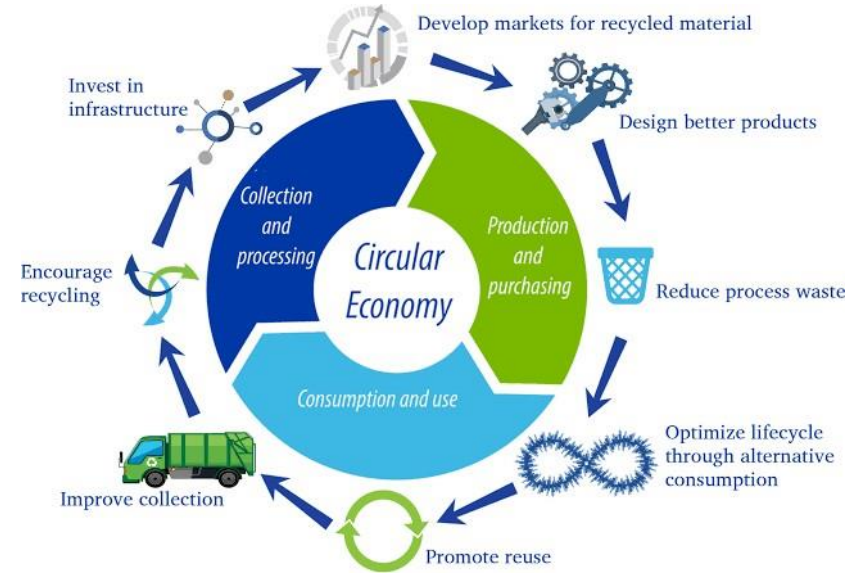 Develop markets for recycled material
Design better products
Reduce process waste
Optimize lifecycle
through alternative
consumption
Promote reuse
Improve collection
Encourage
recycling
Invest in
infrastructure
Collection
and
processing
Production
and
purchasing
Consumption and use
Circular
Economy